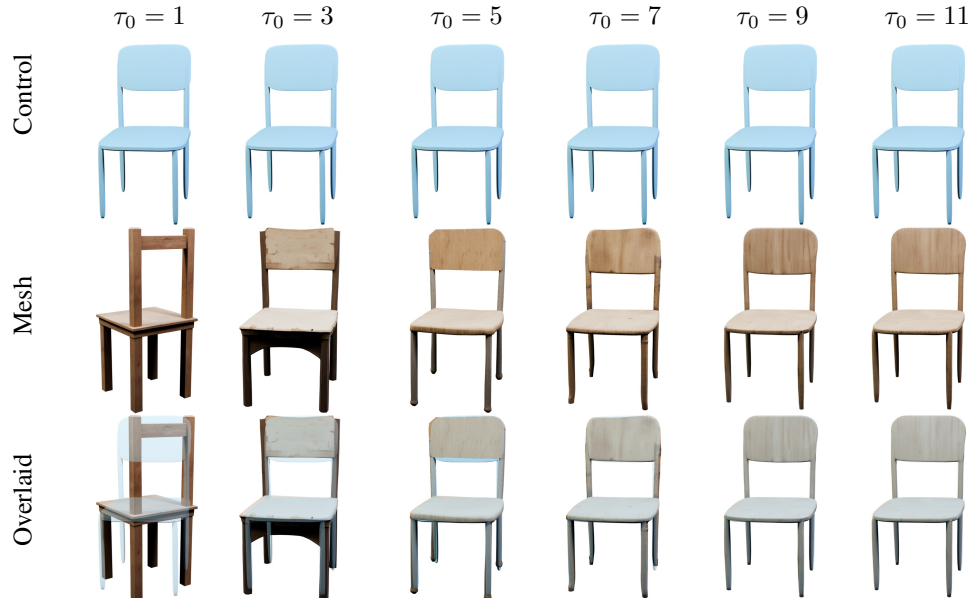 τ₀ = 1 τ₀ = 3 τ₀ = 5 τ₀ = 7 τ₀ = 9 τ₀ = 11
Control
Mesh
Overlaid